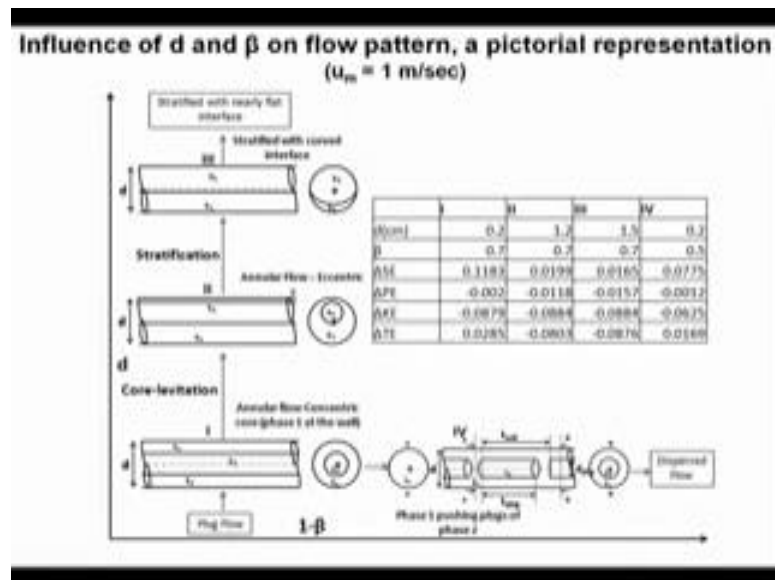 Influence of d and β on flow pattern, a pictorial representation
(um = 1 m/sec)
Stratified with nearly flat
interface
Stratified with curved
interface
III
d
Stratification
Annular Flow - Eccentric
II
d
d
Core-levitation
Annular flow-Concentric
core (phase 1 at the wall)
I
d
Plug Flow
1-β
IV
Phase 1 pushing plugs of
phase 2
Dispersed
Flow
I II III IV
d(cm) 0.2 1.2 1.5 0.2
β 0.7 0.7 0.7 0.5
ΔSE 0.1183 0.0199 0.0165 0.0775
ΔPE -0.002 -0.0118 -0.0157 -0.0012
ΔKE -0.0879 -0.0884 -0.0884 -0.0625
ΔTE 0.0285 -0.0803 -0.0876 0.0169